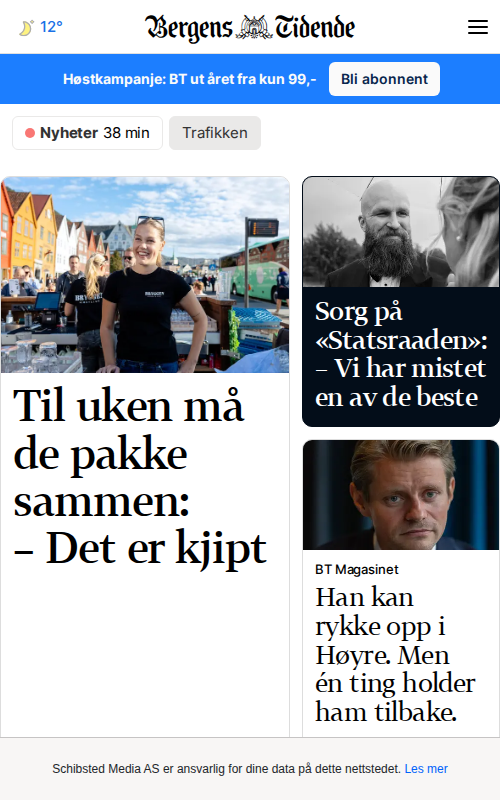 12°
Bergens Tidende
Høstkampanje: BT ut året fra kun 99,-
Bli abonnent
Nyheter 38 min
Trafikken
Til uken må
de pakke
sammen:
– Det er kjipt
Sorg på
«Statsraaden»:
– Vi har mistet
en av de beste
BT Magasinet
Han kan
rykke opp i
Høyre. Men
én ting holder
ham tilbake.
Schibsted Media AS er ansvarlig for dine data på dette nettstedet. Les mer